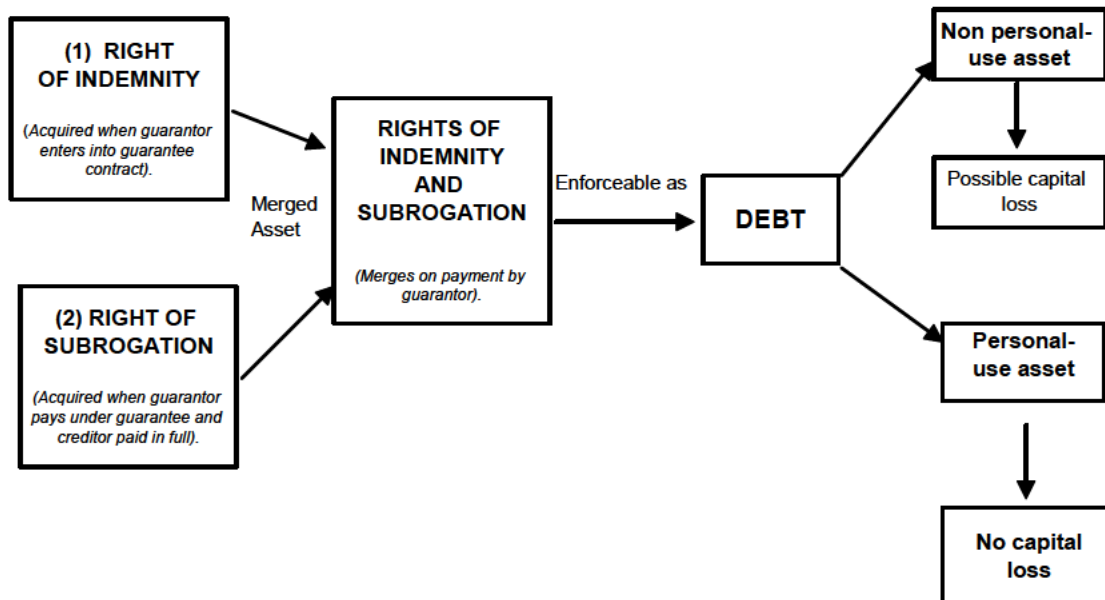 (1) RIGHT
OF INDEMNITY
(Acquired when guarantor
enters into guarantee
contract).
(2) RIGHT OF
SUBROGATION
(Acquired when guarantor
pays under guarantee and
creditor paid in full).
Merged
Asset
RIGHTS OF
INDEMNITY
AND
SUBROGATION
(Merges on payment by
guarantor).
Enforceable as
DEBT
Non personal-
use asset
Possible capital
loss
Personal-
use asset
No capital
loss